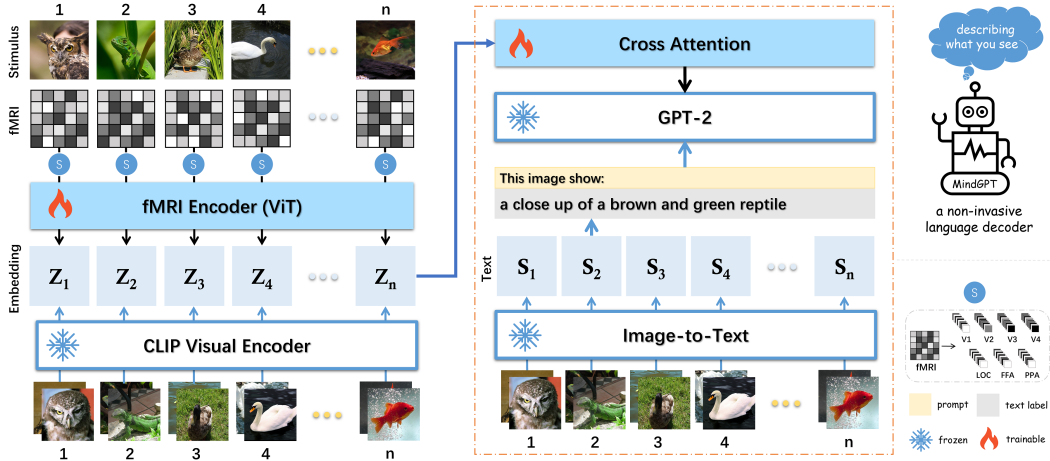 1 2 3 4 n
Stimulus
fMRI
S S S S S
fMRI Encoder (ViT)
Embedding
Z1 Z2 Z3 Z4 Zn
CLIP Visual Encoder
1 2 3 4 n
Cross Attention
GPT-2
This image show:
a close up of a brown and green reptile
Text
S1 S2 S3 S4 Sn
Image-to-Text
1 2 3 4 n
describing
what you see
MindGPT
a non-invasive
language decoder
S
V1 V2 V3 V4
fMRI
LOC FFA PPA
prompt text label
frozen trainable